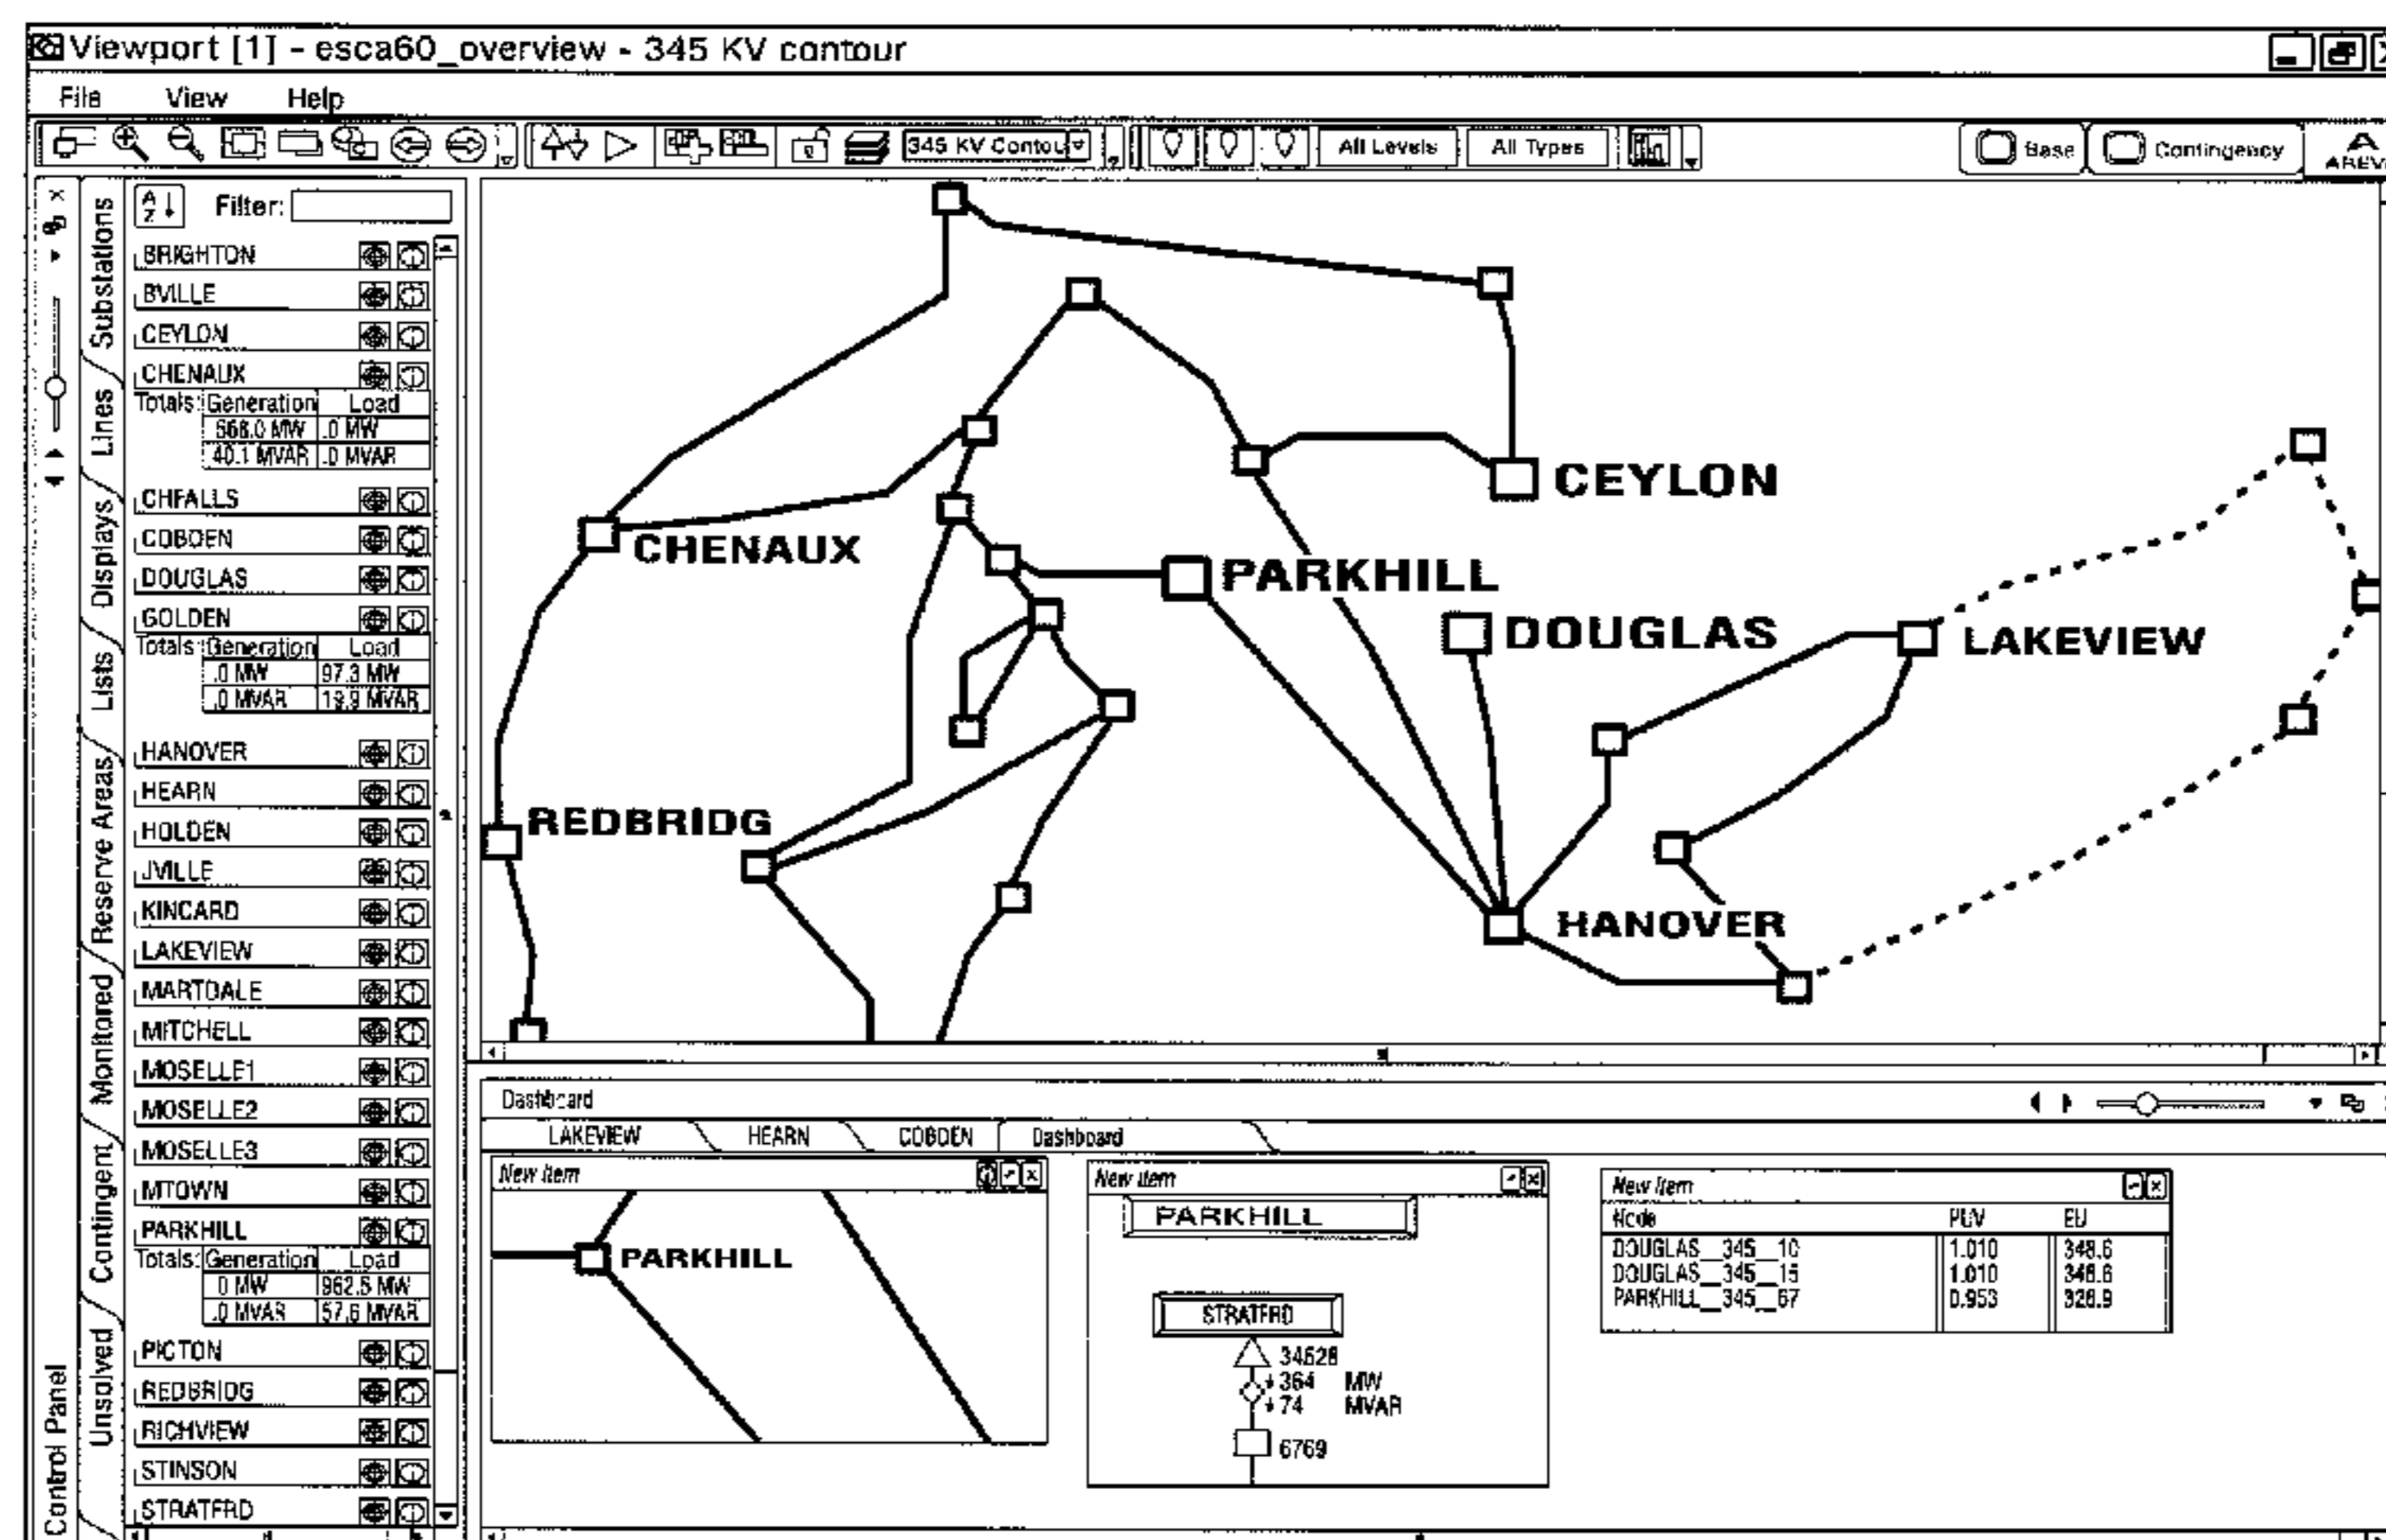 Viewport [1] - esca60_overview - 345 KV contour
File View Help
345 KV Contou
All Levels
All Types
Base
Contingency
AREV
Substations
Lines
Displays
Lists
Reserve Areas
Monitored
Contingent
Unsolved
Control Panel
Filter:
BRIGHTON
BVILLE
CEYLON
CHENAUX
Totals: Generation Load
568.0 MW .0 MW
40.1 MVAR .0 MVAR
CHFALLS
COBDEN
DOUGLAS
GOLDEN
Totals: Generation Load
.0 MW 97.3 MW
.0 MVAR 19.9 MVAR
HANOVER
HEARN
HOLDEN
JVILLE
KINCARD
LAKEVIEW
MARTDALE
MITCHELL
MOSELLE1
MOSELLE2
MOSELLE3
MTOWN
PARKHILL
Totals: Generation Load
.0 MW 962.5 MW
.0 MVAR 57.6 MVAR
PICTON
REDBRIDG
RICHVIEW
STINSON
STRATFRD
CEYLON
CHENAUX
PARKHILL
DOUGLAS
LAKEVIEW
REDBRIDG
HANOVER
Dashboard
LAKEVIEW HEARN COBDEN Dashboard
New Item
PARKHILL
New Item
PARKHILL
STRATFRD
34528
364 MW
74 MVAR
6769
New Item
Node PUV EU
DOUGLAS__345__10 1.010 348.6
DOUGLAS__345__15 1.010 348.6
PARKHILL__345__67 0.953 328.9